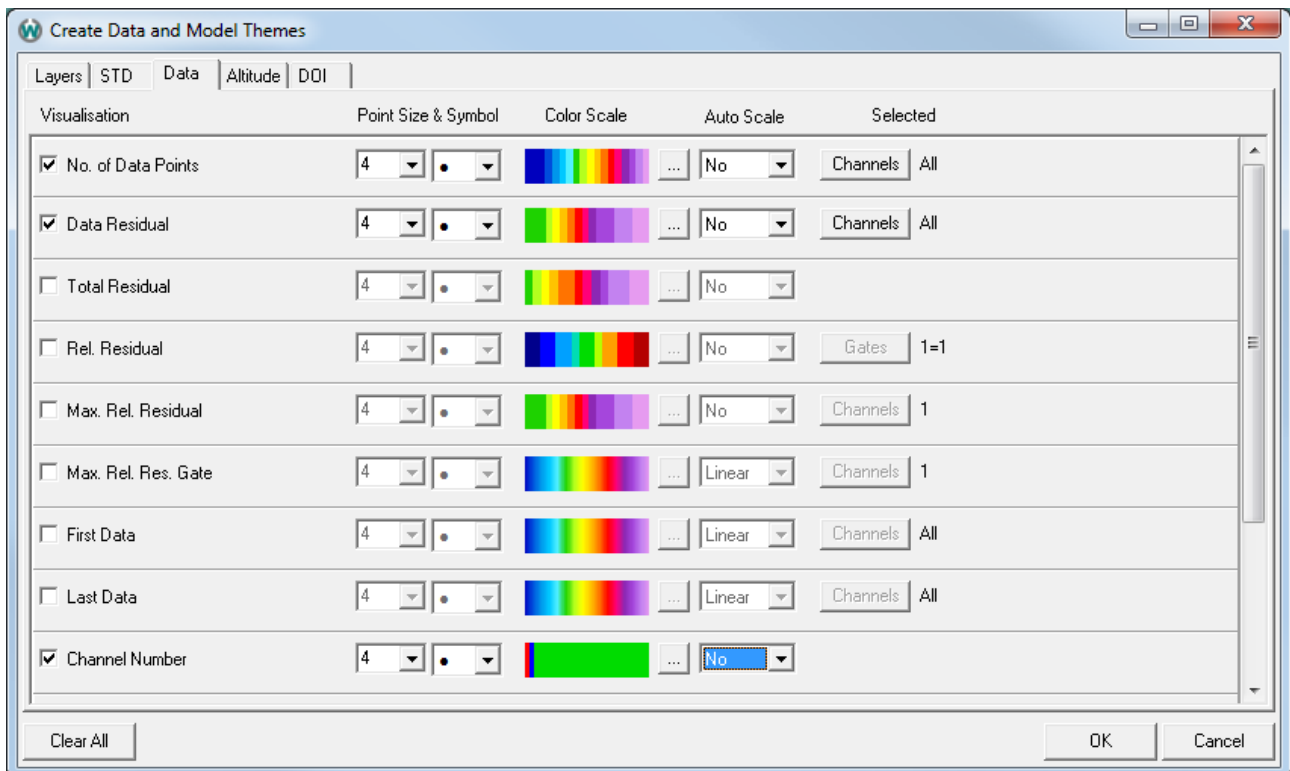 Create Data and Model Themes
Layers STD Data Altitude DOI
Visualisation Point Size & Symbol Color Scale Auto Scale Selected
No. of Data Points 4 ... No Channels All
Data Residual 4 ... No Channels All
Total Residual 4 ... No
Rel. Residual 4 ... No Gates 1=1
Max. Rel. Residual 4 ... No Channels 1
Max. Rel. Res. Gate 4 ... Linear Channels 1
First Data 4 ... Linear Channels All
Last Data 4 ... Linear Channels All
Channel Number 4 ... No
Clear All OK Cancel